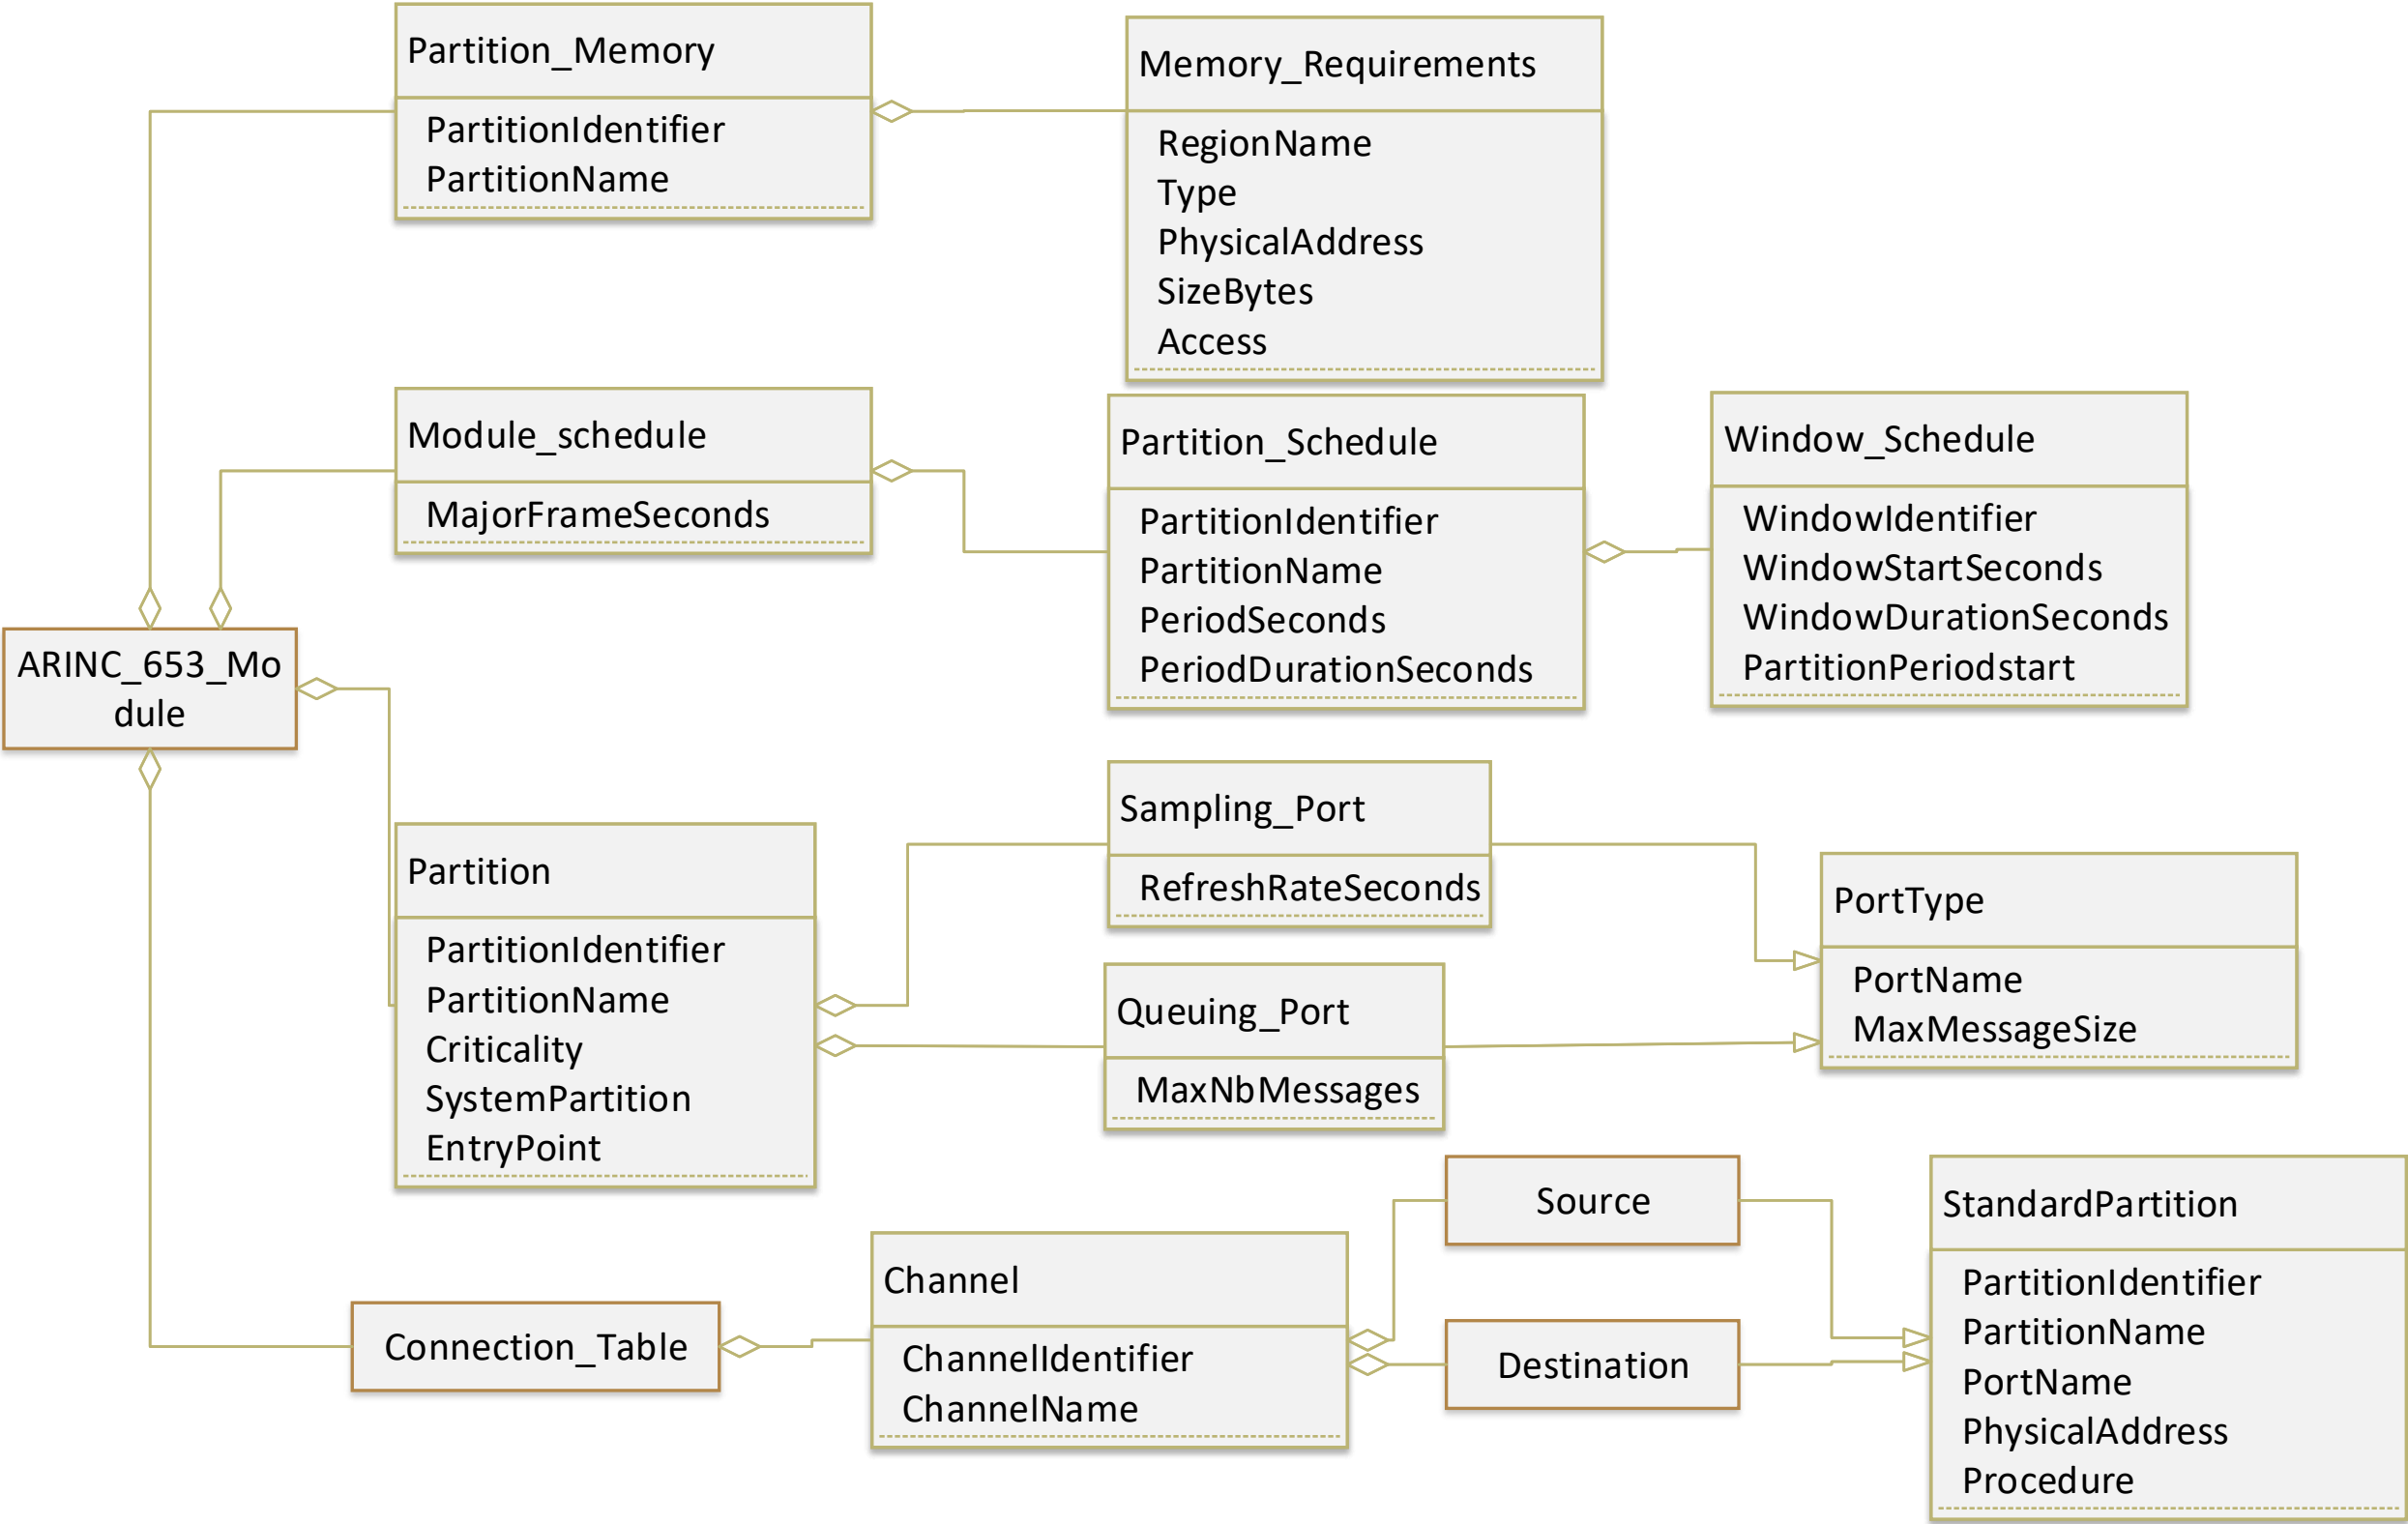 Partition_Memory
PartitionIdentifier
PartitionName
Memory_Requirements
RegionName
Type
PhysicalAddress
SizeBytes
Access
Module_schedule
MajorFrameSeconds
Partition_Schedule
PartitionIdentifier
PartitionName
PeriodSeconds
PeriodDurationSeconds
Window_Schedule
WindowIdentifier
WindowStartSeconds
WindowDurationSeconds
PartitionPeriodstart
ARINC_653_Mo
dule
Partition
PartitionIdentifier
PartitionName
Criticality
SystemPartition
EntryPoint
Sampling_Port
RefreshRateSeconds
Queuing_Port
MaxNbMessages
PortType
PortName
MaxMessageSize
Connection_Table
Channel
ChannelIdentifier
ChannelName
Source
Destination
StandardPartition
PartitionIdentifier
PartitionName
PortName
PhysicalAddress
Procedure